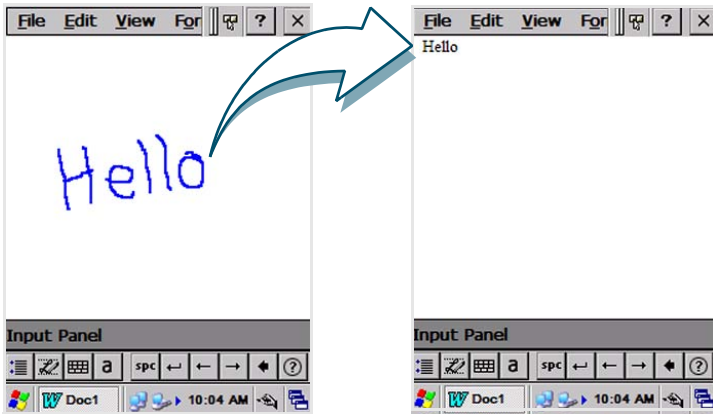 File Edit View For ? ×
Hello
Input Panel
a spc ← ← → ?
W Doc1 10:04 AM
File Edit View For ? ×
Hello
Input Panel
a spc ← ← → ?
W Doc1 10:04 AM